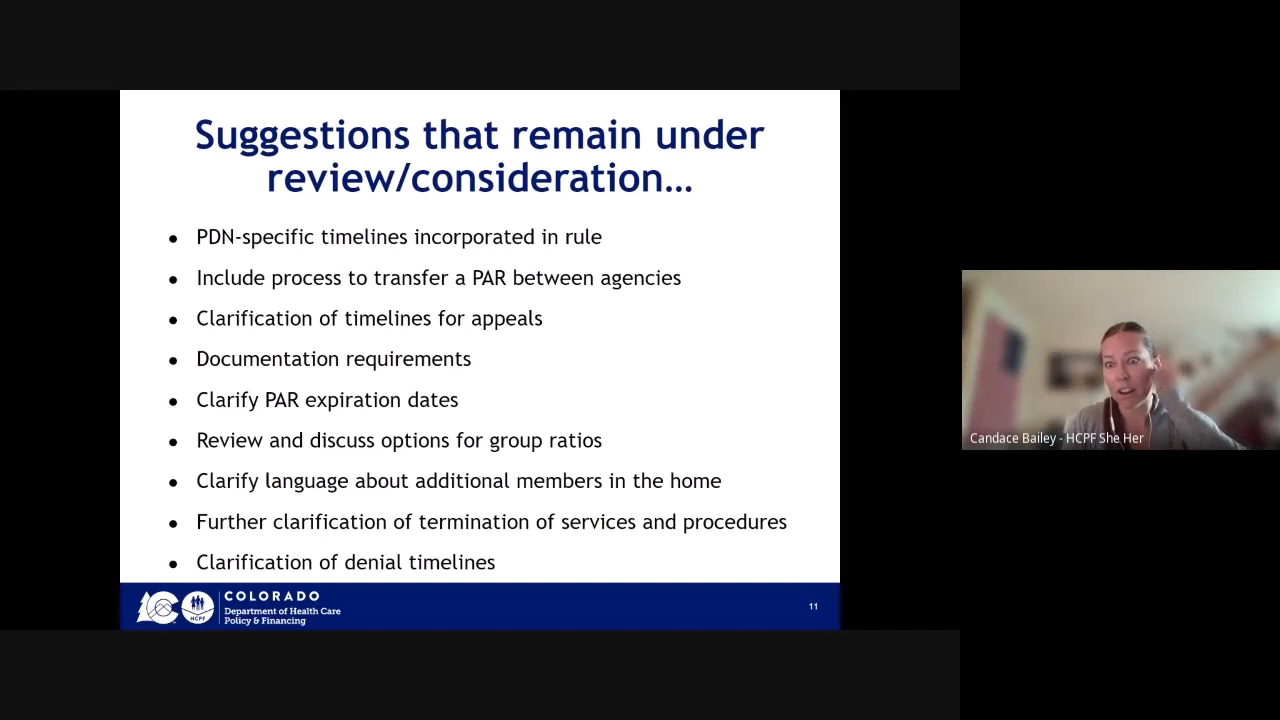 Suggestions that remain under
review/consideration…
• PDN-specific timelines incorporated in rule
• Include process to transfer a PAR between agencies
• Clarification of timelines for appeals
• Documentation requirements
• Clarify PAR expiration dates
• Review and discuss options for group ratios
• Clarify language about additional members in the home
• Further clarification of termination of services and procedures
• Clarification of denial timelines
COLORADO
Department of Health Care
Policy & Financing
HCPF
11
Candace Bailey - HCPF She Her